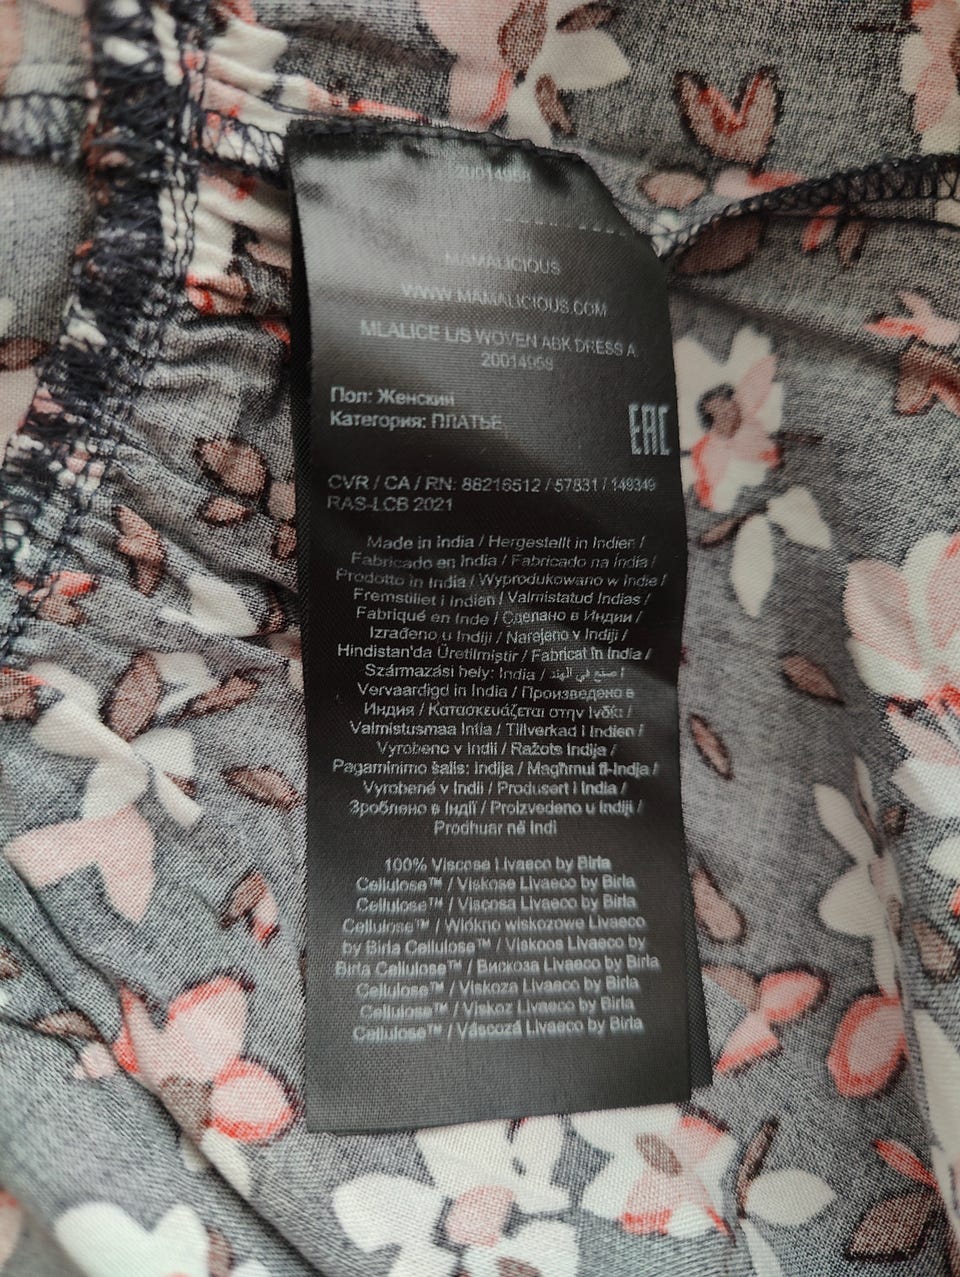 20014968
MAMALICIOUS
WWW.MAMALICIOUS.COM
MLALICE L/S WOVEN ABK DRESS A.
20014968
Пол: Женский
Категория: ПЛАТЬЕ
EAC
CVR / CA / RN: 88216512 / 57831 / 149349
RAS-LCB 2021
Made in India / Hergestellt in Indien /
Fabricado en India / Fabricado na India /
Prodotto in India / Wyprodukowano w Indie /
Fremstillet i Indien / Valmistatud Indias /
Fabriqué en Inde / Сделано в Индии /
Izrađeno u Indiji / Narejeno v Indiji /
Hindistan'da Üretilmiştir / Fabricat în India /
Származási hely: India / صنع في الهند /
Vervaardigd in India / Произведено в
Индия / Κατασκευάζεται στην Ινδία /
Valmistusmaa Intia / Tillverkad i Indien /
Vyrobeno v Indii / Ražots Indija /
Pagaminimo šalis: Indija / Magħmul fl-Indja /
Vyrobené v Indii / Produsert i India /
Зроблено в Індії / Proizvedeno u Indiji /
Prodhuar në Indi
100% Viscose Livaeco by Birla
Cellulose™ / Viskose Livaeco by Birla
Cellulose™ / Viscosa Livaeco by Birla
Cellulose™ / Włókno wiskozowe Livaeco
by Birla Cellulose™ / Viskoos Livaeco by
Birla Cellulose™ / Вискоза Livaeco by Birla
Cellulose™ / Viskoza Livaeco by Birla
Cellulose™ / Viskoz Livaeco by Birla
Cellulose™ / Vâscoză Livaeco by Birla